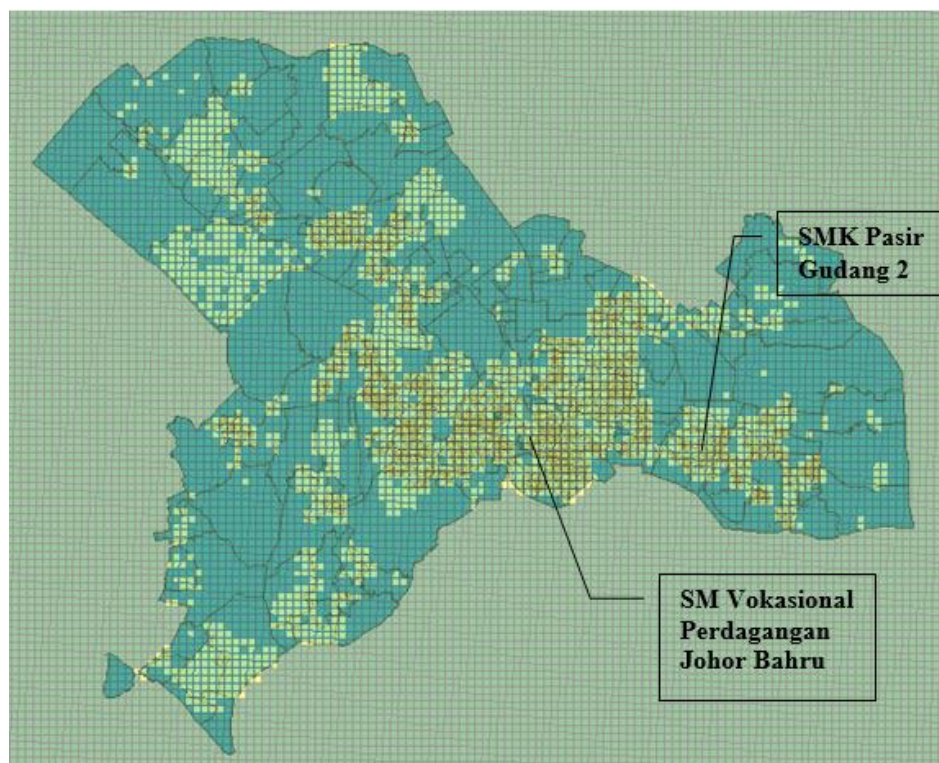 SMK Pasir
Gudang 2
SM Vokasional
Perdagangan
Johor Bahru